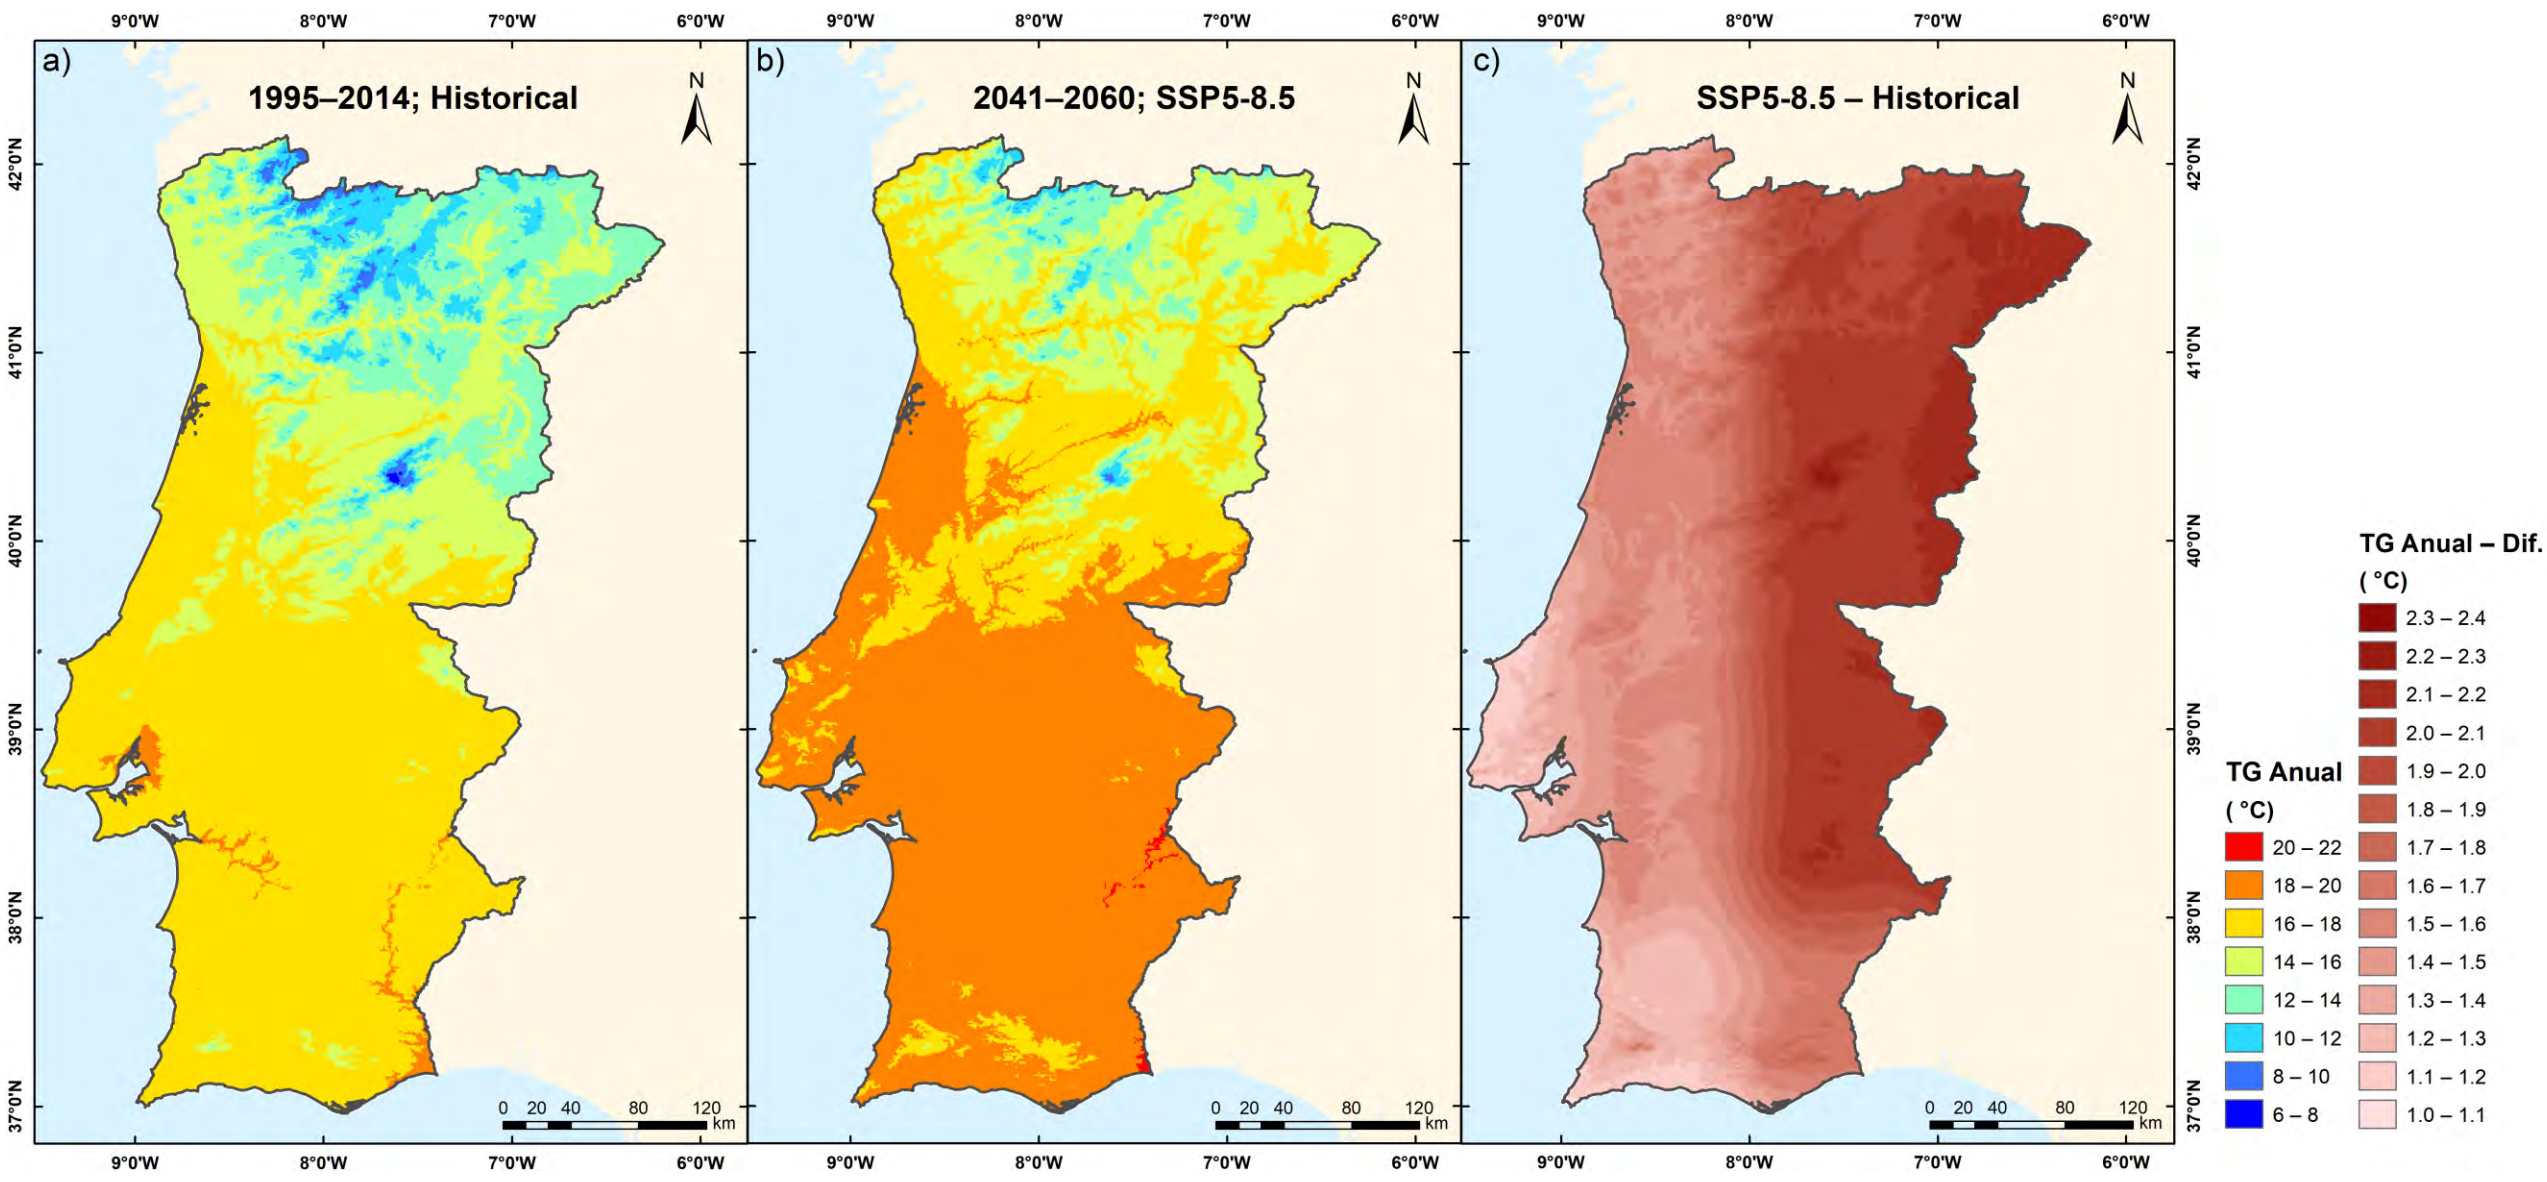 9°0'W 8°0'W 7°0'W 6°0'W 9°0'W 8°0'W 7°0'W 6°0'W 9°0'W 8°0'W 7°0'W 6°0'W
a)
1995–2014; Historical
N
b)
2041–2060; SSP5-8.5
N
c)
SSP5-8.5 – Historical
N
42°0'N
41°0'N
40°0'N
39°0'N
38°0'N
37°0'N
42°0'N
41°0'N
40°0'N
39°0'N
38°0'N
37°0'N
0 20 40 80 120
km
0 20 40 80 120
km
0 20 40 80 120
km
9°0'W 8°0'W 7°0'W 6°0'W 9°0'W 8°0'W 7°0'W 6°0'W 9°0'W 8°0'W 7°0'W 6°0'W
TG Anual
( °C)
20 – 22
18 – 20
16 – 18
14 – 16
12 – 14
10 – 12
8 – 10
6 – 8
TG Anual – Dif.
( °C)
2.3 – 2.4
2.2 – 2.3
2.1 – 2.2
2.0 – 2.1
1.9 – 2.0
1.8 – 1.9
1.7 – 1.8
1.6 – 1.7
1.5 – 1.6
1.4 – 1.5
1.3 – 1.4
1.2 – 1.3
1.1 – 1.2
1.0 – 1.1